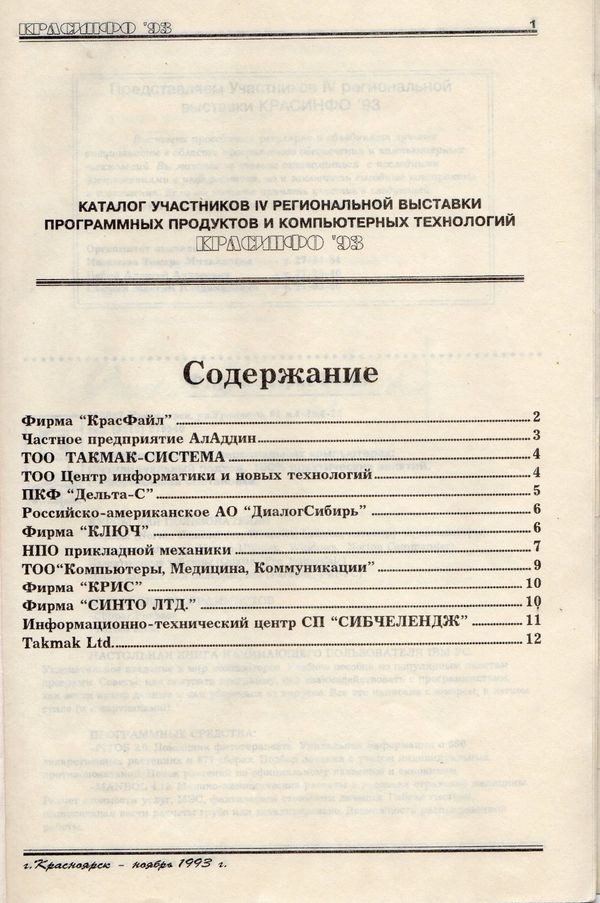 КРАСИНФО '93 1
КАТАЛОГ УЧАСТНИКОВ IV РЕГИОНАЛЬНОЙ ВЫСТАВКИ
ПРОГРАММНЫХ ПРОДУКТОВ И КОМПЬЮТЕРНЫХ ТЕХНОЛОГИЙ
КРАСИНФО '93
Содержание
Фирма "КрасФайл" 2
Частное предприятие АлАддин 3
ТОО ТАКМАК-СИСТЕМА 4
ТОО Центр информатики и новых технологий 4
ПКФ "Дельта-С" 5
Российско-американское АО "ДиалогСибирь" 6
Фирма "КЛЮЧ" 6
НПО прикладной механики 7
ТОО"Компьютеры, Медицина, Коммуникации" 9
Фирма "КРИС" 10
Фирма "СИНТО ЛТД." 10
Информационно-технический центр СП "СИБЧЕЛЕНДЖ" 11
Takmak Ltd. 12
г.Красноярск - ноябрь 1993 г.